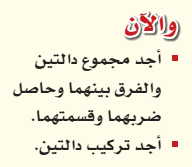 والآن
▪ أجد مجموع دالتين
والفرق بينهما وحاصل
ضربهما وقسمتهما.
▪ أجد تركيب دالتين.